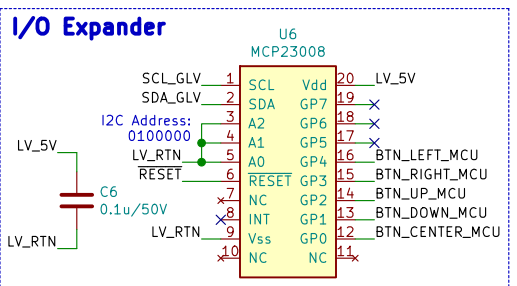 I/O Expander
U6
MCP23008
SCL_GLV 1 SCL Vdd 20 LV_5V
SDA_GLV 2 SDA GP7 19
I2C Address: 3 A2 GP6 18
0100000 4 A1 GP5 17
LV_RTN 5 A0 GP4 16 BTN_LEFT_MCU
RESET 6 RESET GP3 15 BTN_RIGHT_MCU
7 NC GP2 14 BTN_UP_MCU
8 INT GP1 13 BTN_DOWN_MCU
LV_RTN 9 Vss GP0 12 BTN_CENTER_MCU
10 NC NC 11
LV_5V
C6
0.1u/50V
LV_RTN